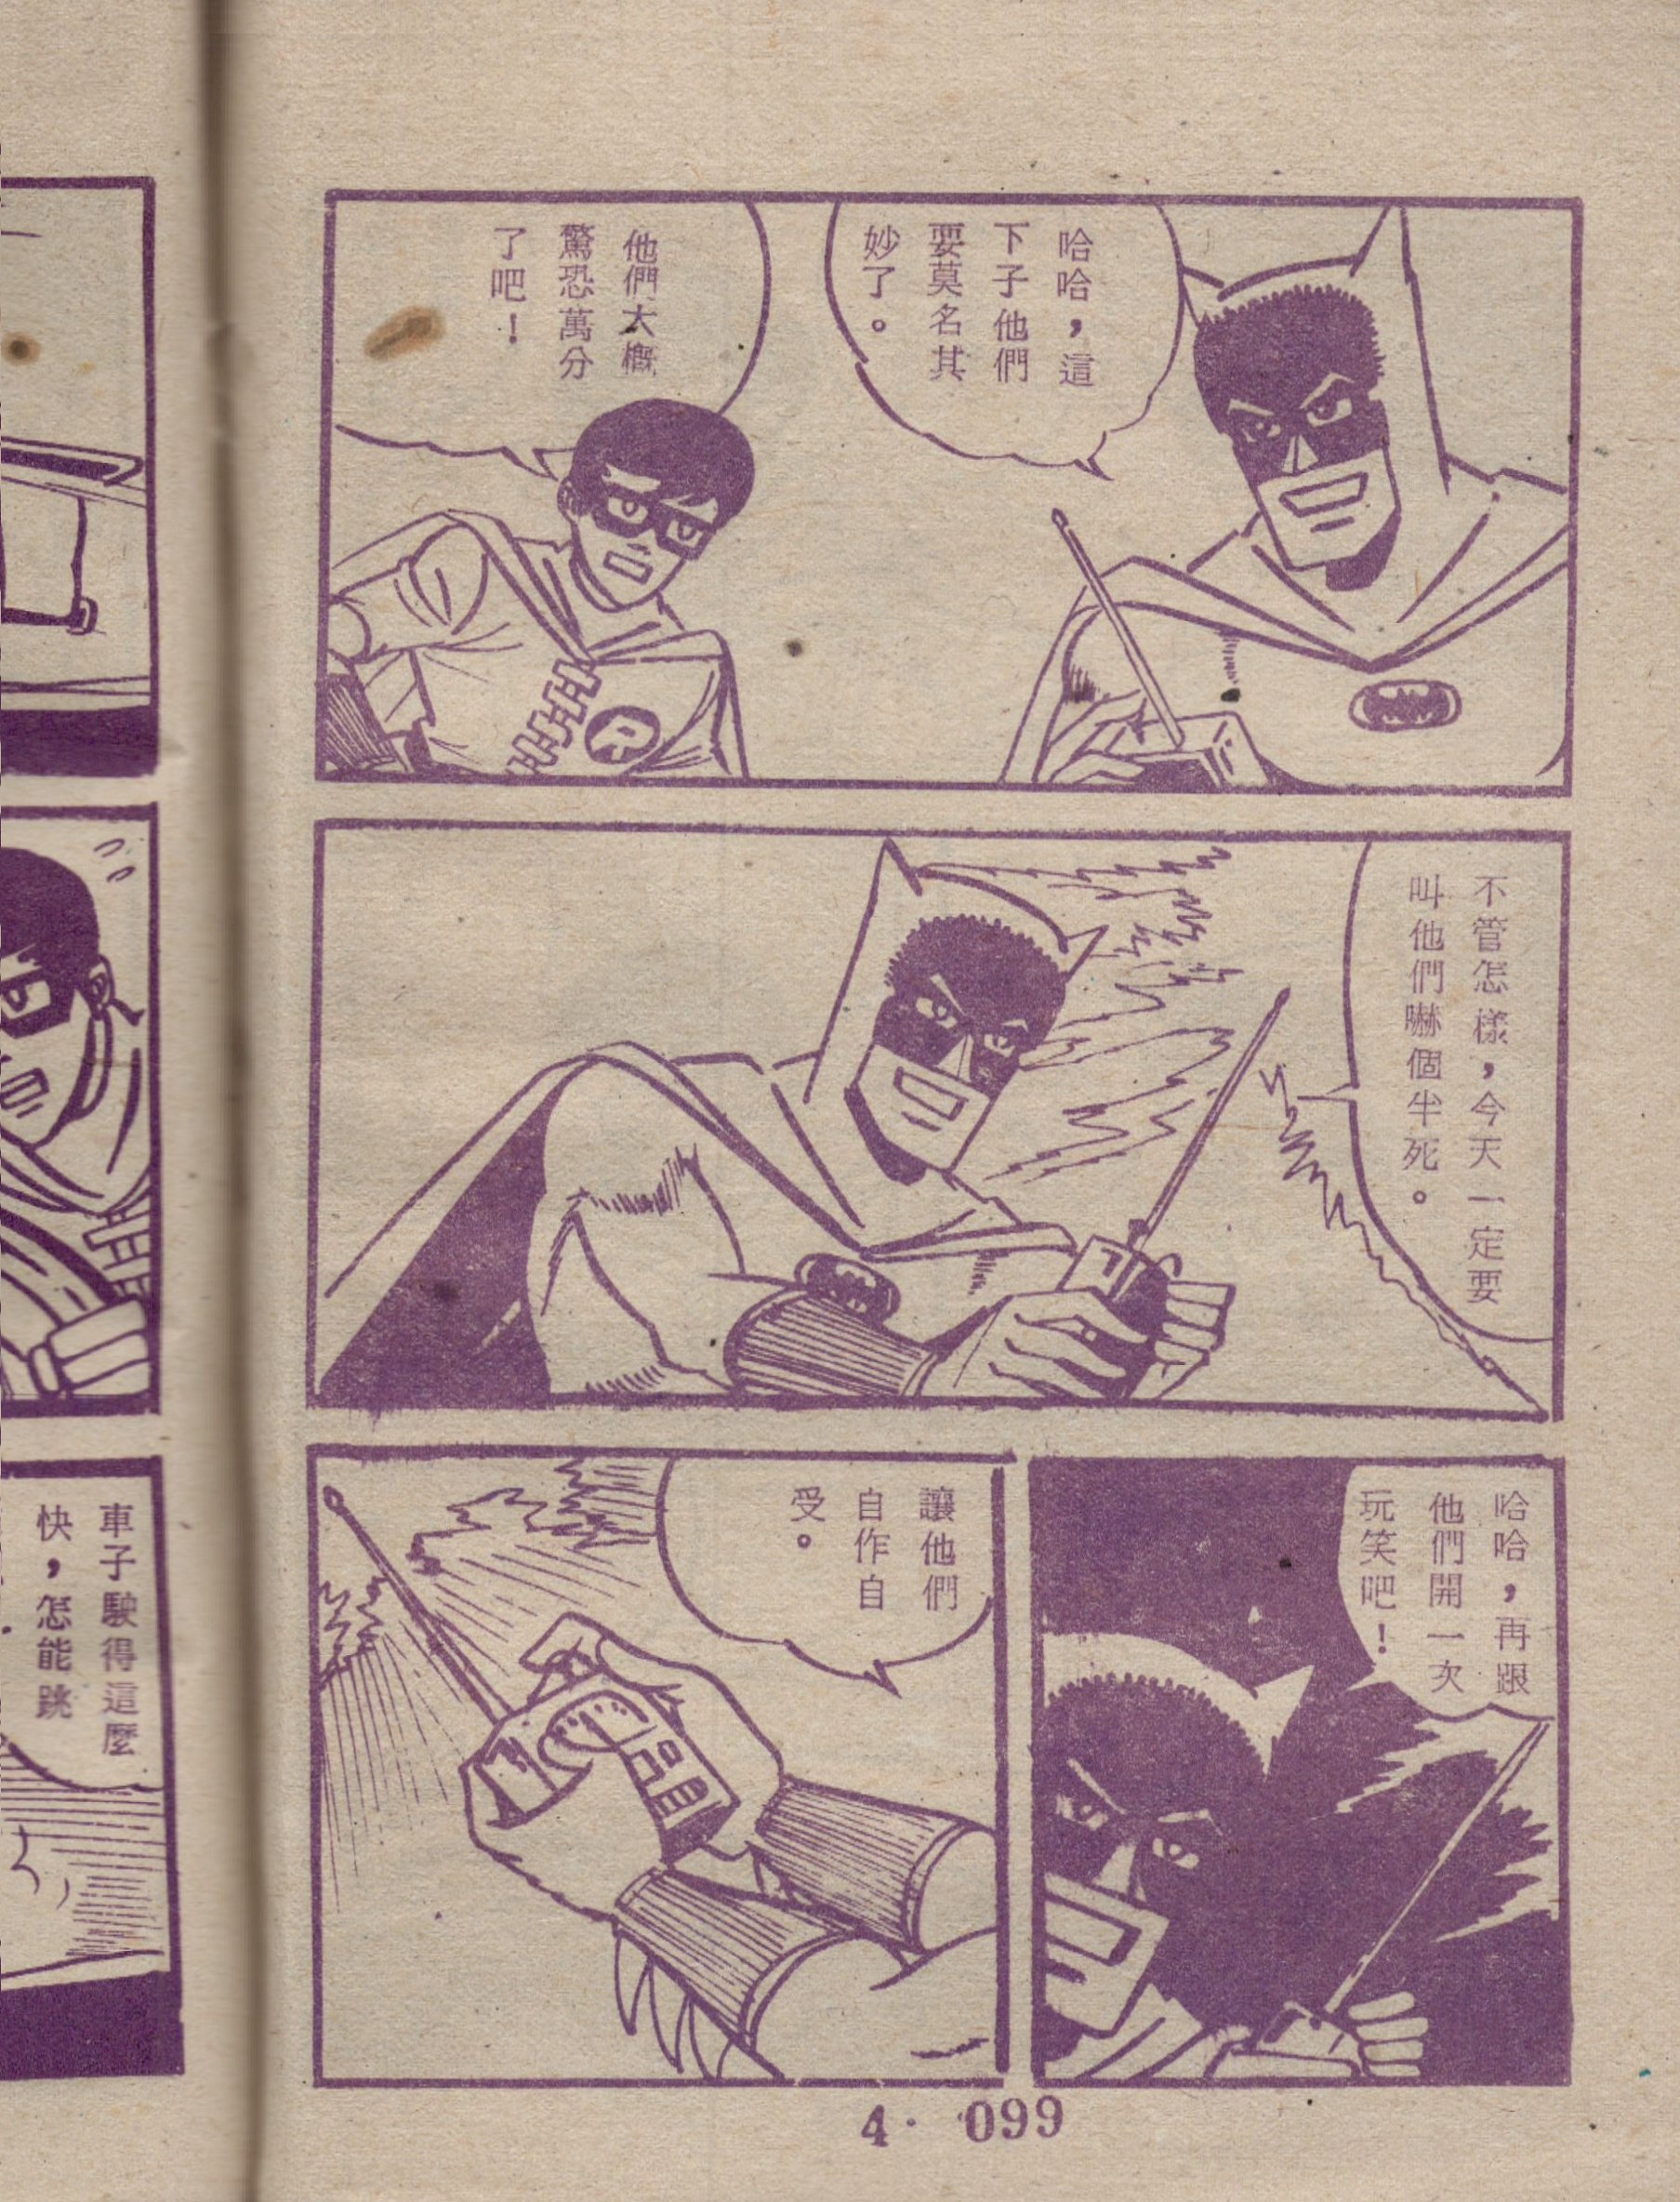 哈哈，這
下子他們
要莫名其
妙了。
他們大概
驚恐萬分
了吧！
R
不管怎樣，今天一定要
叫他們嚇個半死。
哈哈，再跟
他們開一次
玩笑吧！
讓他們
自作自
受。
車子駛得這麼
快，怎能跳
4·099